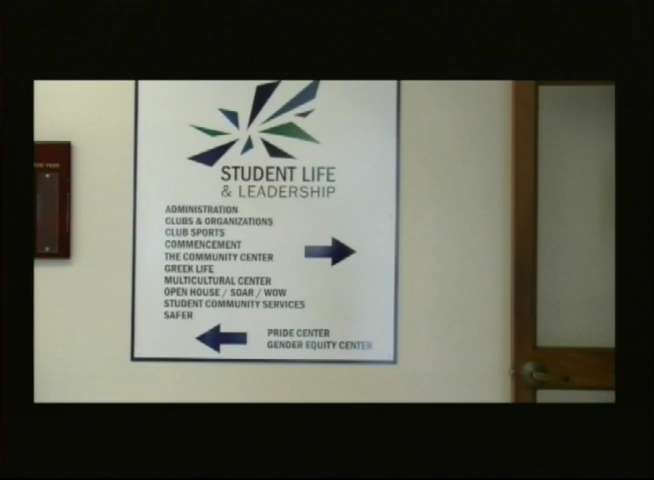 STUDENT LIFE
& LEADERSHIP
ADMINISTRATION
CLUBS & ORGANIZATIONS
CLUB SPORTS
COMMENCEMENT
THE COMMUNITY CENTER
GREEK LIFE
MULTICULTURAL CENTER
OPEN HOUSE / SOAR / WOW
STUDENT COMMUNITY SERVICES
SAFER
PRIDE CENTER
GENDER EQUITY CENTER